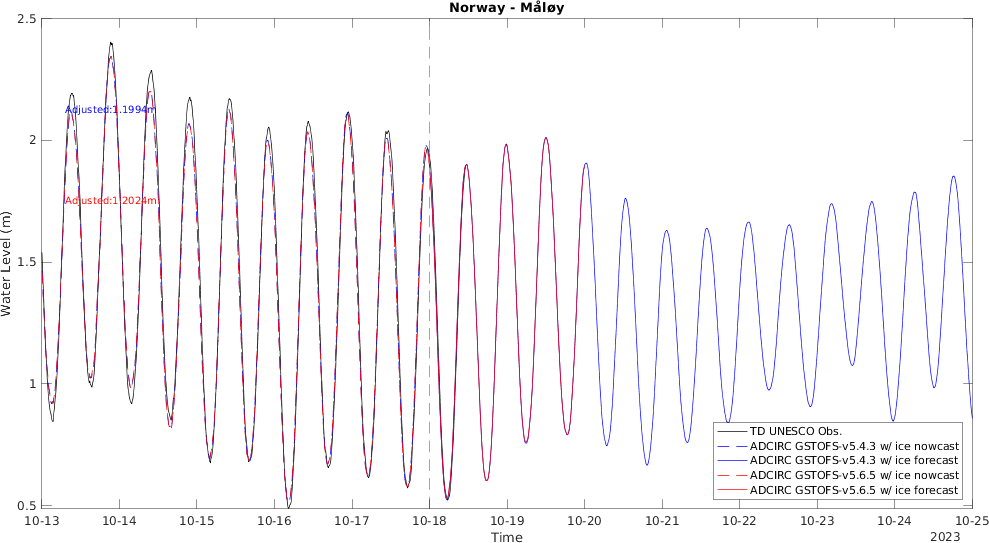 Norway - Måløy
2.5
2
1.5
1
0.5
Water Level (m)
Adjusted:1.1994m
Adjusted:1.2024m
TD UNESCO Obs.
ADCIRC GSTOFS-v5.4.3 w/ ice nowcast
ADCIRC GSTOFS-v5.4.3 w/ ice forecast
ADCIRC GSTOFS-v5.6.5 w/ ice nowcast
ADCIRC GSTOFS-v5.6.5 w/ ice forecast
10-13 10-14 10-15 10-16 10-17 10-18 10-19 10-20 10-21 10-22 10-23 10-24 10-25
Time
2023